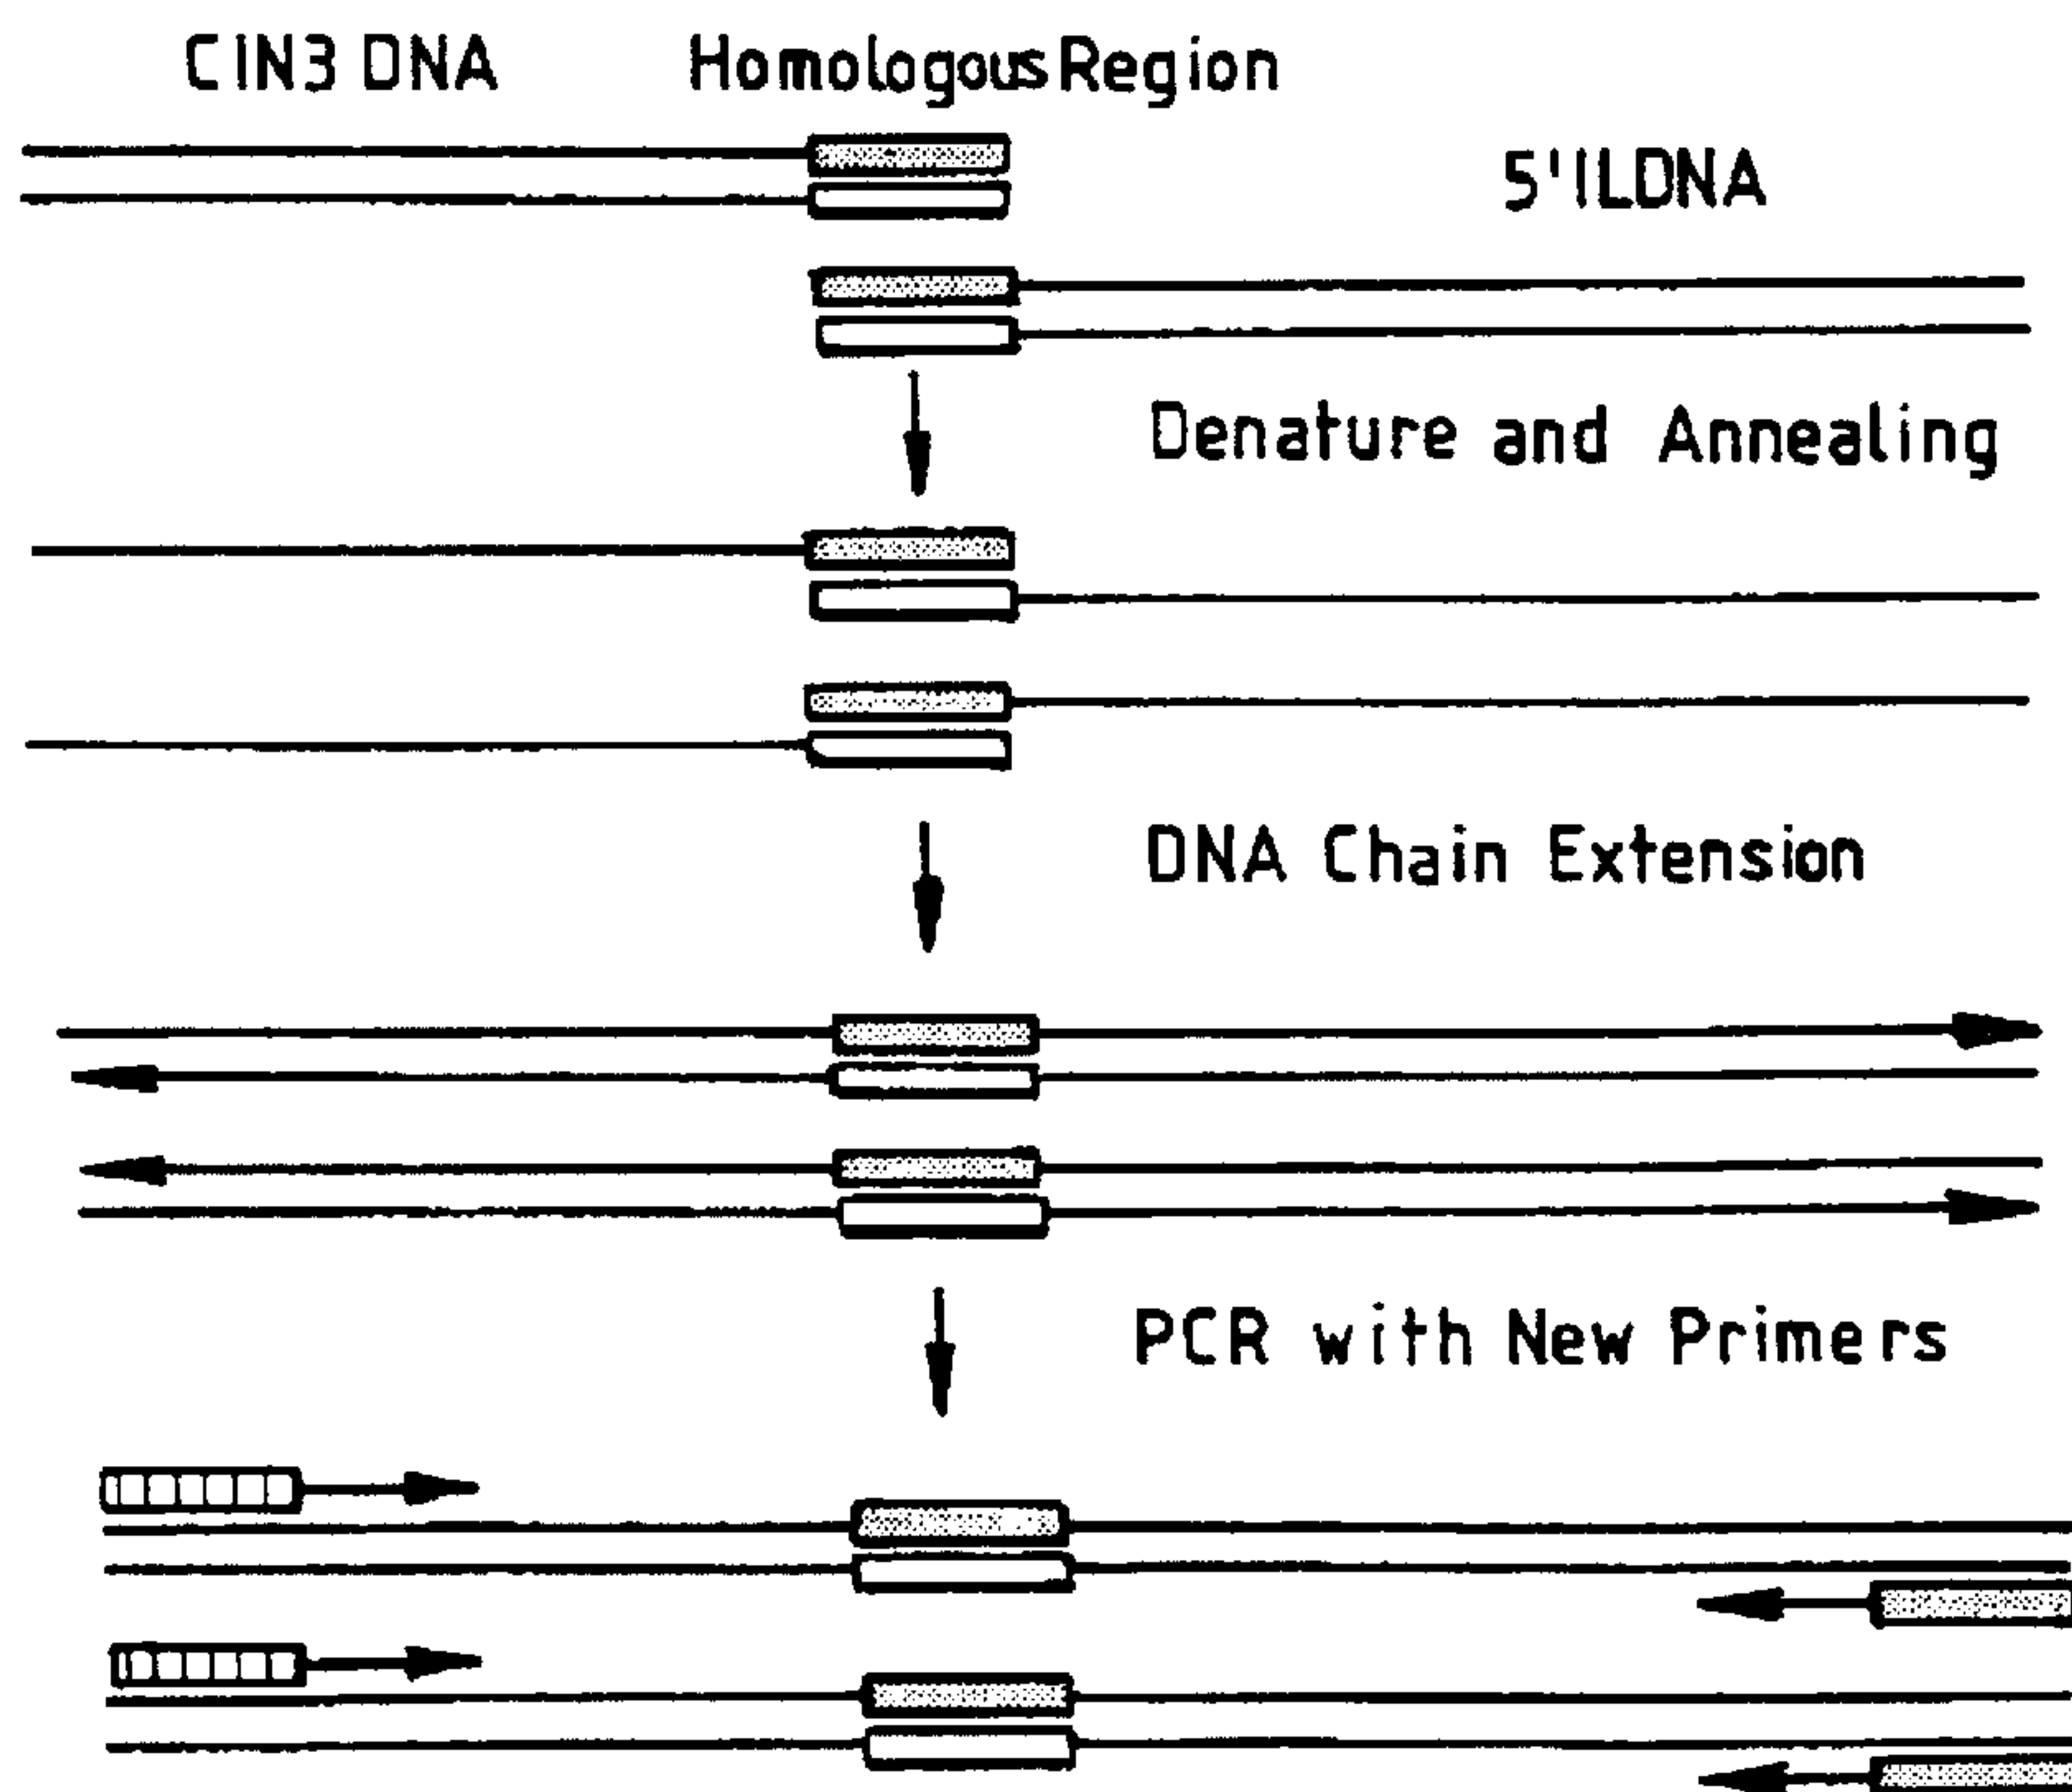 CIN3 DNA
Homologous Region
5'ILDNA
Denature and Annealing
DNA Chain Extension
PCR with New Primers